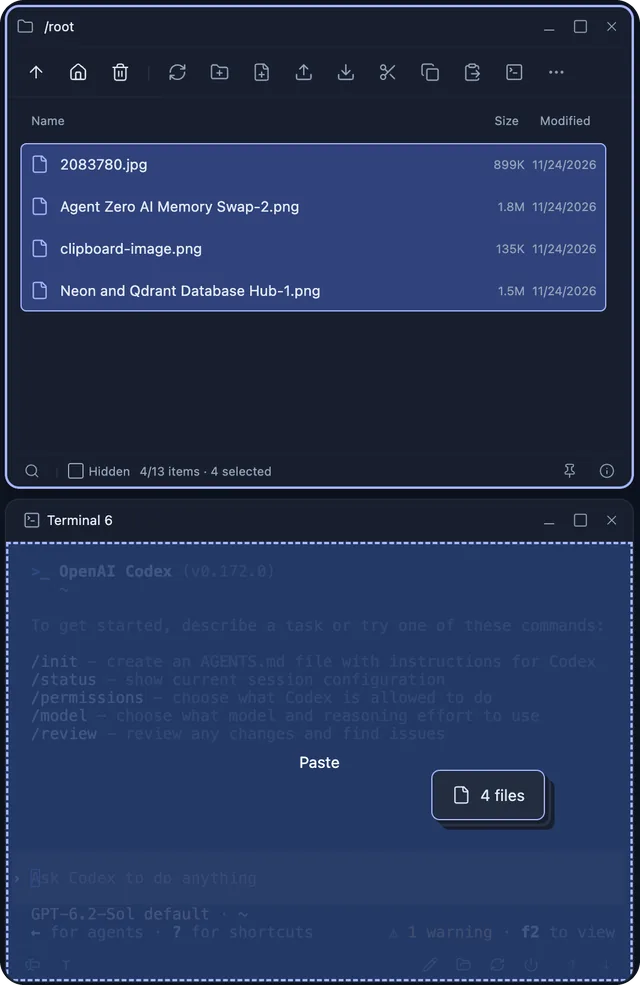 /root
Name Size Modified
2083780.jpg 899K 11/24/2026
Agent Zero AI Memory Swap-2.png 1.8M 11/24/2026
clipboard-image.png 135K 11/24/2026
Neon and Qdrant Database Hub-1.png 1.5M 11/24/2026
Hidden 4/13 items · 4 selected
Terminal 6
>_ OpenAI Codex (v0.172.0)
~
To get started, describe a task or try one of these commands:
/init – create an AGENTS.md file with instructions for Codex
/status – show current session configuration
/permissions – choose what Codex is allowed to do
/model – choose what model and reasoning effort to use
/review – review any changes and find issues
Paste
4 files
› Ask Codex to do anything
GPT-6.2-Sol default · ~
← for agents · ? for shortcuts ⚠ 1 warning · f2 to view